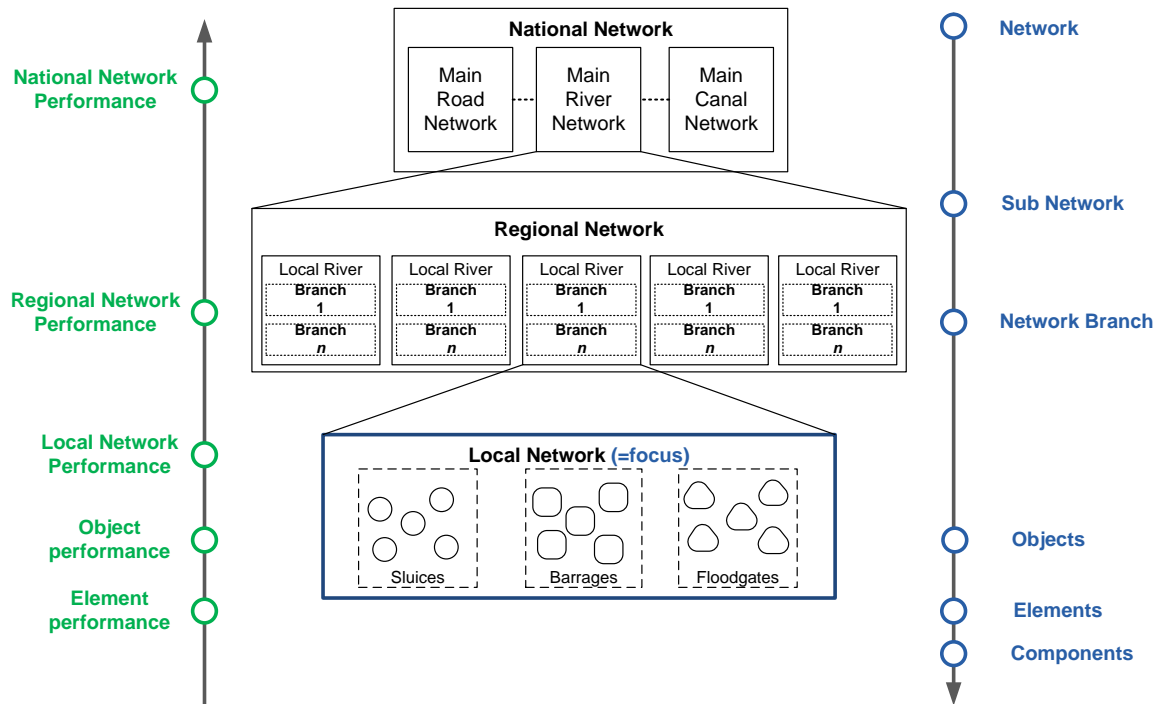 National Network
Performance
Regional Network
Performance
Local Network
Performance
Object
performance
Element
performance
National Network
Main
Road
Network
Main
River
Network
Main
Canal
Network
Regional Network
Local River
Branch
1
Branch
n
Local River
Branch
1
Branch
n
Local River
Branch
1
Branch
n
Local River
Branch
1
Branch
n
Local River
Branch
1
Branch
n
Local Network (=focus)
Sluices
Barrages
Floodgates
Network
Sub Network
Network Branch
Objects
Elements
Components